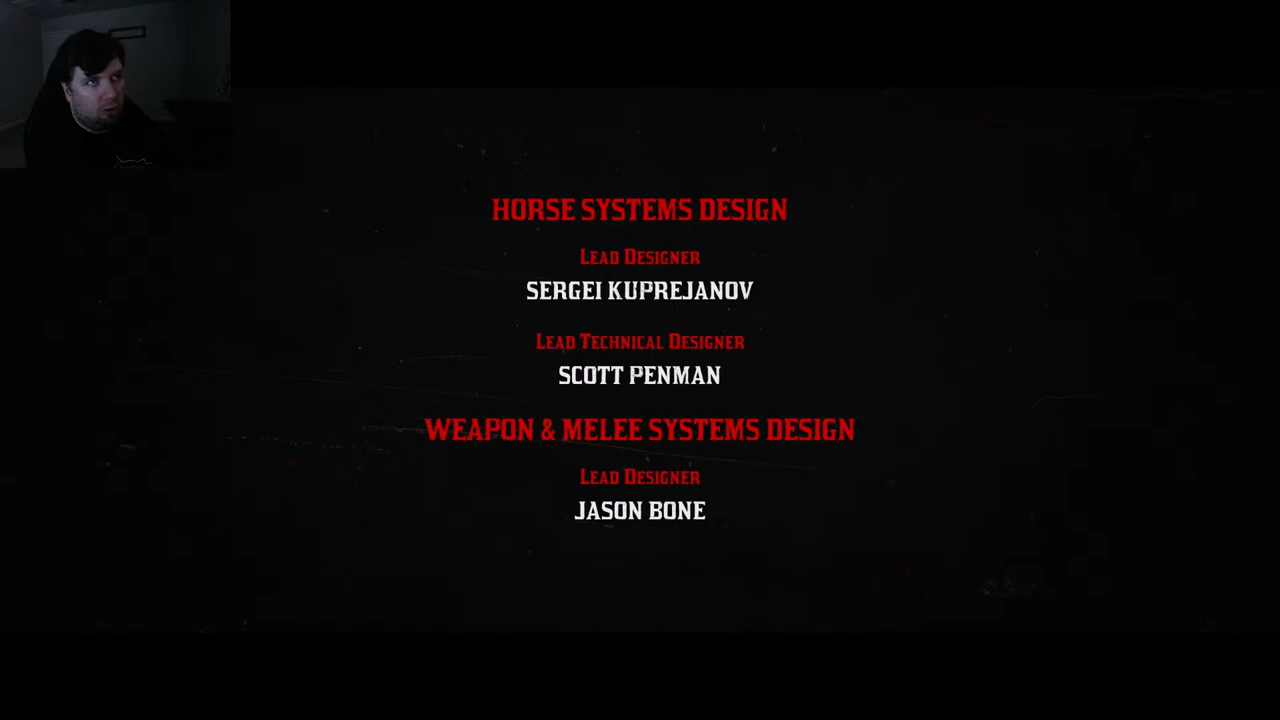 HORSE SYSTEMS DESIGN
LEAD DESIGNER
SERGEI KUPREJANOV
LEAD TECHNICAL DESIGNER
SCOTT PENMAN
WEAPON & MELEE SYSTEMS DESIGN
LEAD DESIGNER
JASON BONE